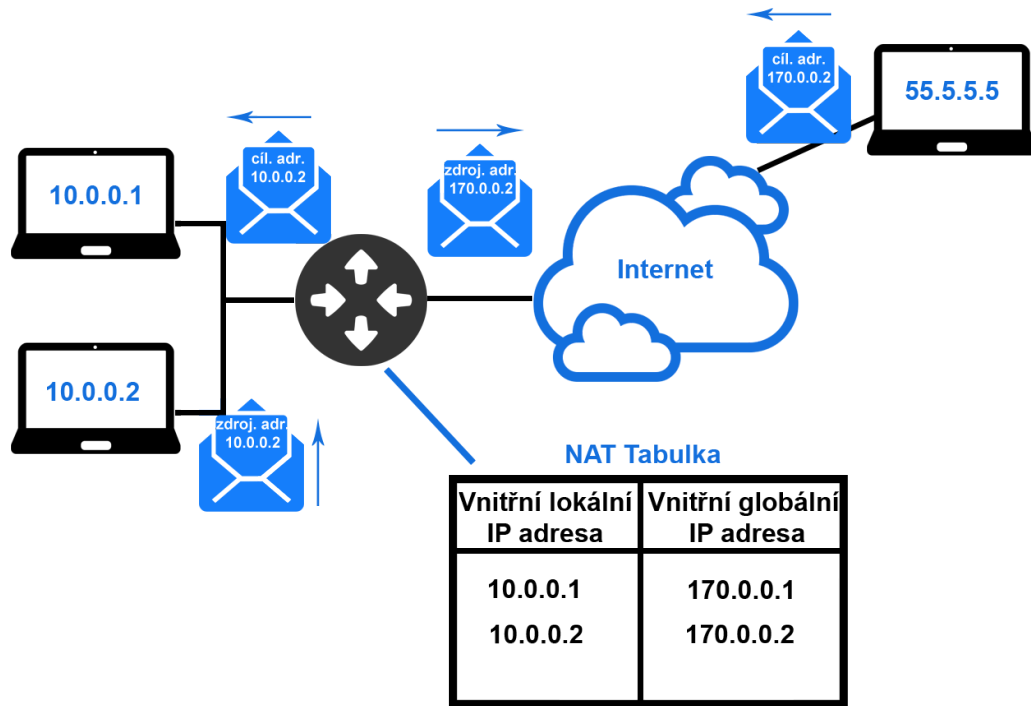 cíl. adr.
170.0.0.2
55.5.5.5
cíl. adr.
10.0.0.2
zdroj. adr.
170.0.0.2
10.0.0.1
Internet
10.0.0.2
zdroj. adr.
10.0.0.2
NAT Tabulka
Vnitřní lokální
IP adresa
Vnitřní globální
IP adresa
10.0.0.1
170.0.0.1
10.0.0.2
170.0.0.2